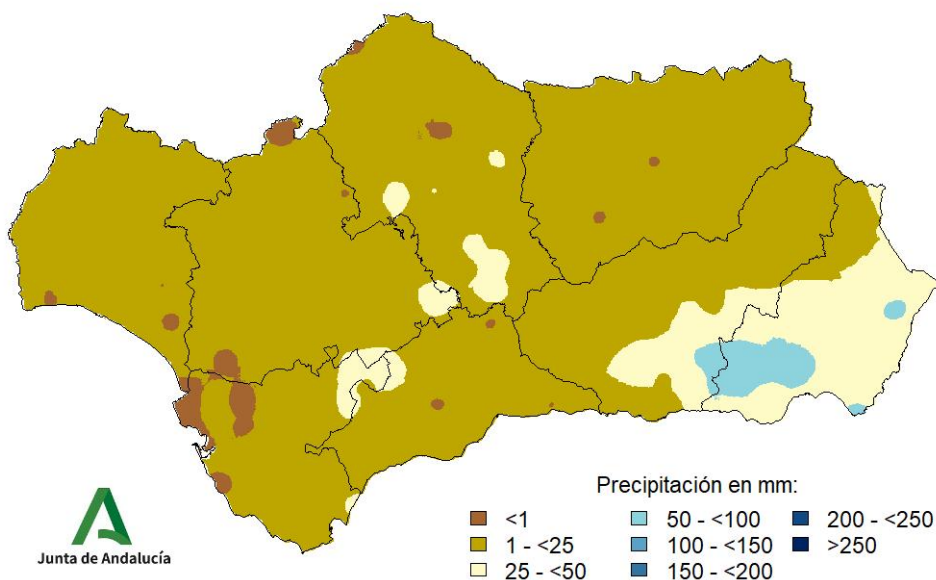 Precipitación en mm:
<1
50 - <100
200 - <250
1 - <25
100 - <150
>250
25 - <50
150 - <200
Junta de Andalucía